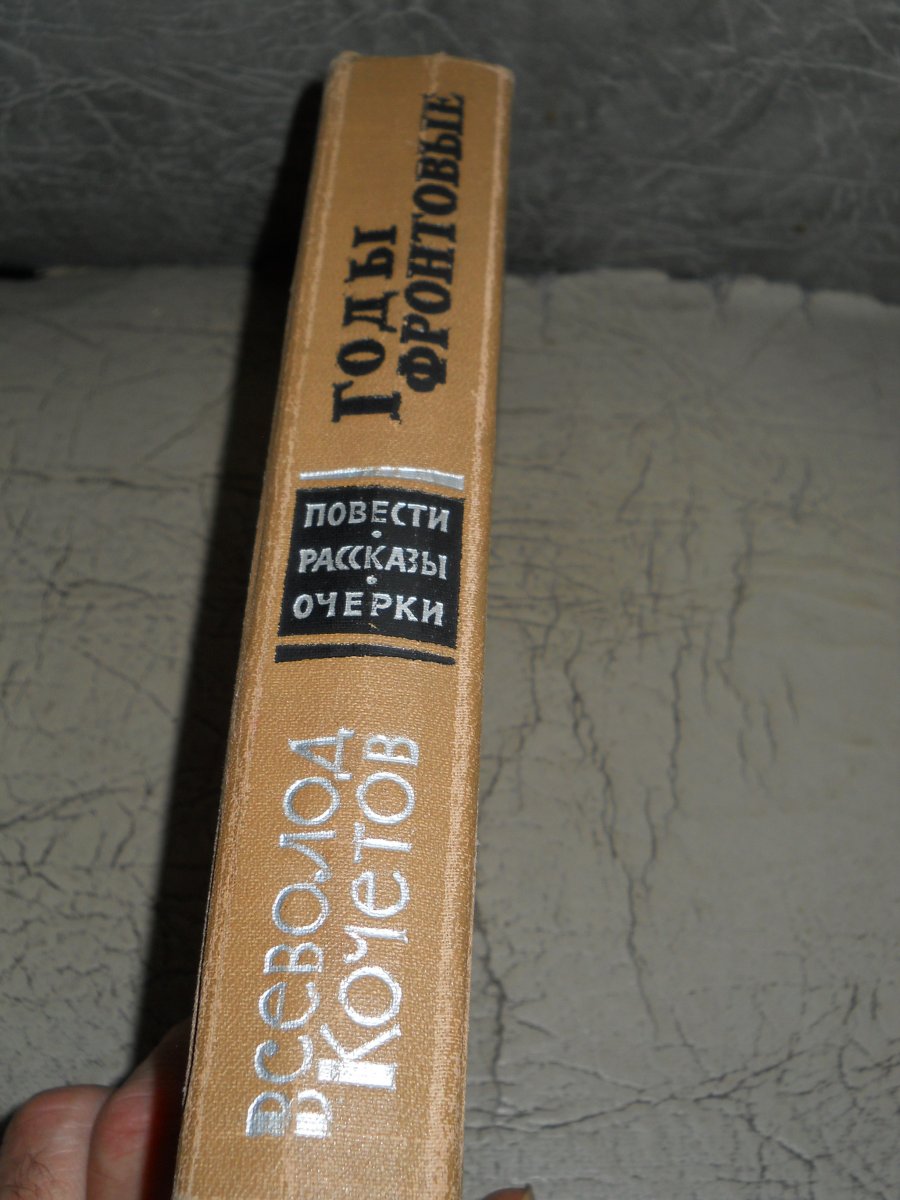 Всеволод
Кочетов
ПОВЕСТИ
РАССКАЗЫ
ОЧЕРКИ
ГОДЫ
ФРОНТОВЫЕ